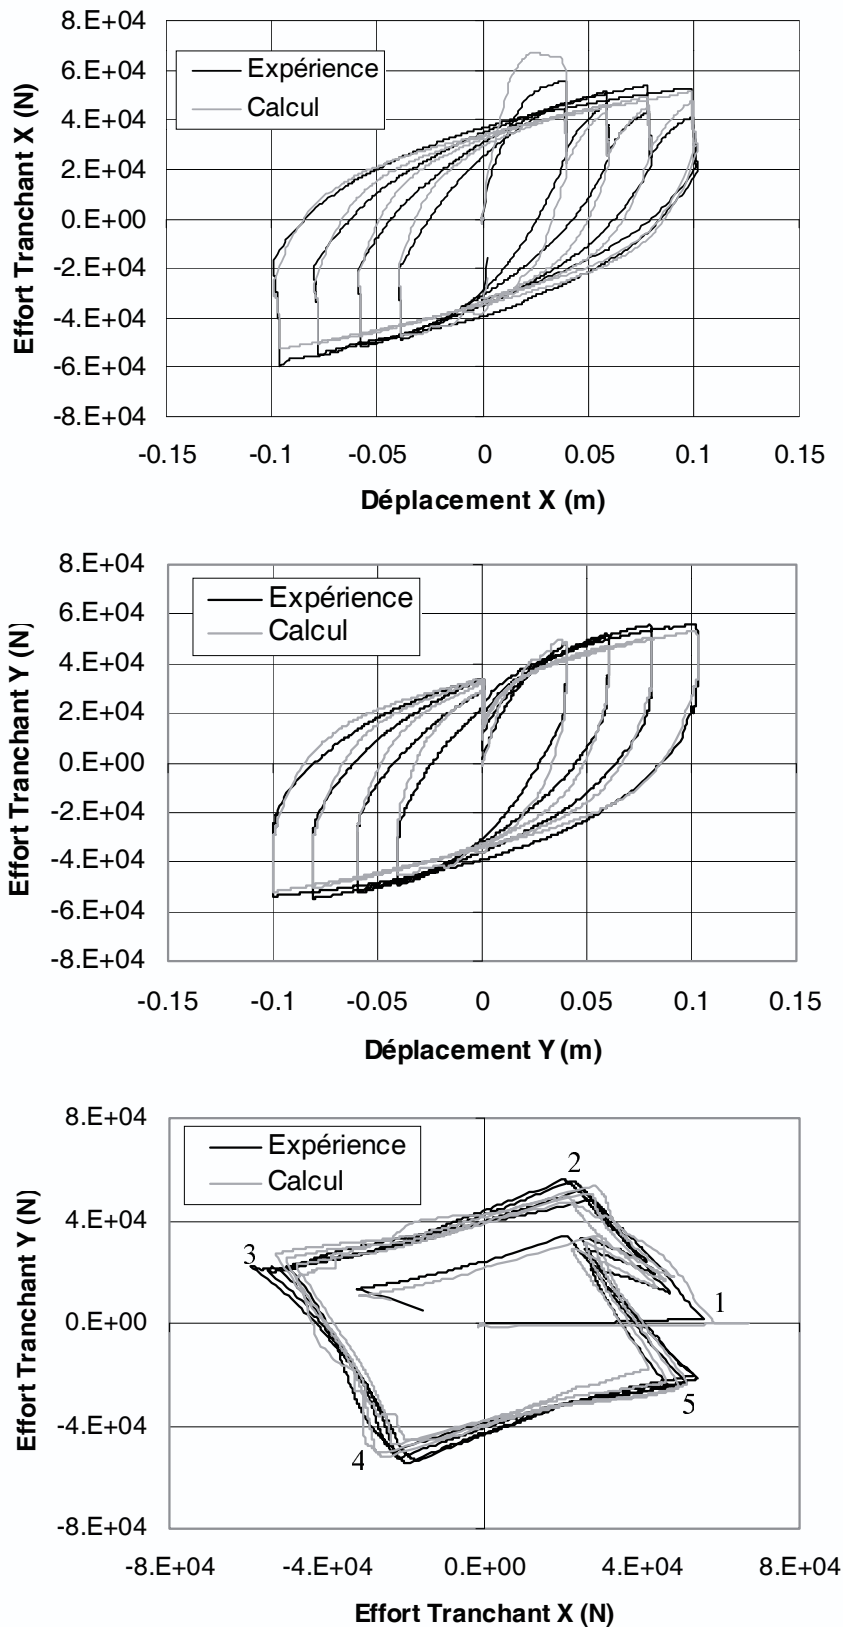 8.E+04
6.E+04
4.E+04
2.E+04
0.E+00
-2.E+04
-4.E+04
-6.E+04
-8.E+04
Effort Tranchant X (N)
Expérience
Calcul
-0.15 -0.1 -0.05 0 0.05 0.1 0.15
Déplacement X (m)
8.E+04
6.E+04
4.E+04
2.E+04
0.E+00
-2.E+04
-4.E+04
-6.E+04
-8.E+04
Effort Tranchant Y (N)
Expérience
Calcul
-0.15 -0.1 -0.05 0 0.05 0.1 0.15
Déplacement Y (m)
8.E+04
4.E+04
0.E+00
-4.E+04
-8.E+04
Effort Tranchant Y (N)
Expérience
Calcul
2
3
1
5
4
-8.E+04 -4.E+04 0.E+00 4.E+04 8.E+04
Effort Tranchant X (N)